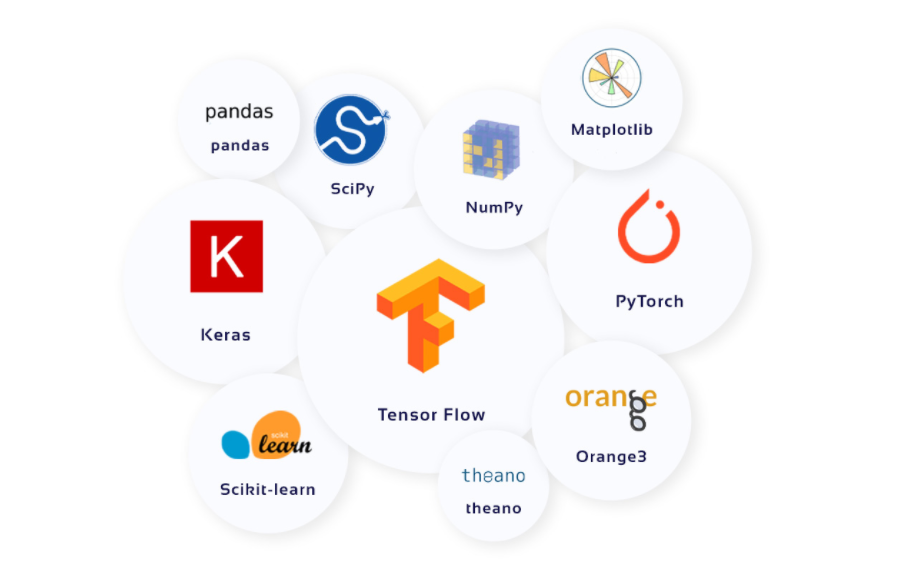 pandas
pandas
SciPy
NumPy
Matplotlib
K
Keras
Tensor Flow
PyTorch
scikit
learn
Scikit-learn
orange
Orange3
theano
theano